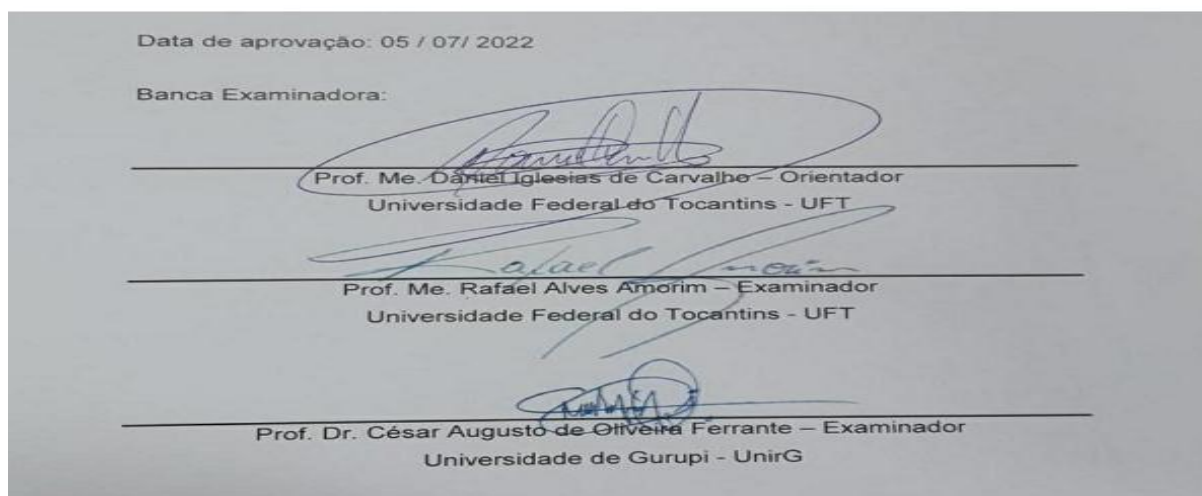 Data de aprovação: 05 / 07/ 2022
Banca Examinadora:
Prof. Me. Daniel Iglesias de Carvalho – Orientador
Universidade Federal do Tocantins - UFT
Rafael Amorim
Prof. Me. Rafael Alves Amorim – Examinador
Universidade Federal do Tocantins - UFT
Prof. Dr. César Augusto de Oliveira Ferrante – Examinador
Universidade de Gurupi - UnirG